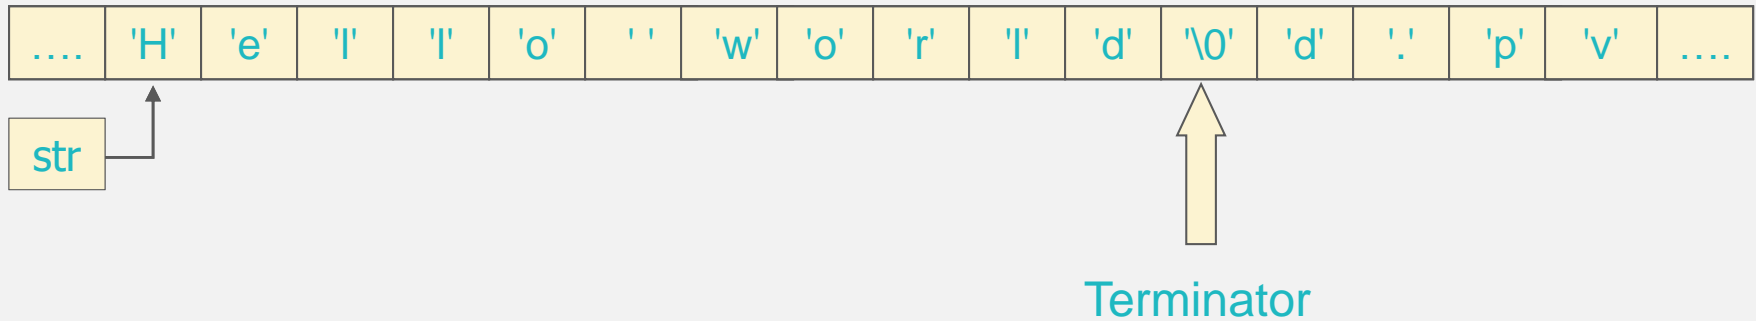 .... 'H' 'e' 'l' 'l' 'o' ' ' 'w' 'o' 'r' 'l' 'd' '\0' 'd' '.' 'p' 'v' ....
str
Terminator